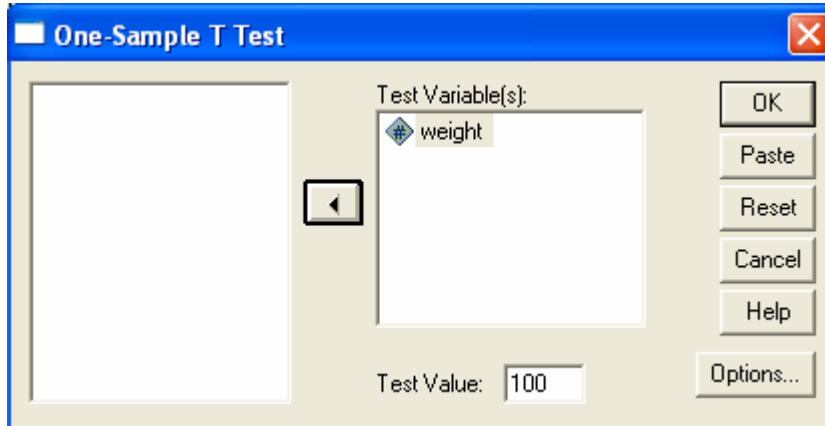 One-Sample T Test
Test Variable(s):
# weight
OK
Paste
Reset
Cancel
Help
Test Value: 100
Options...